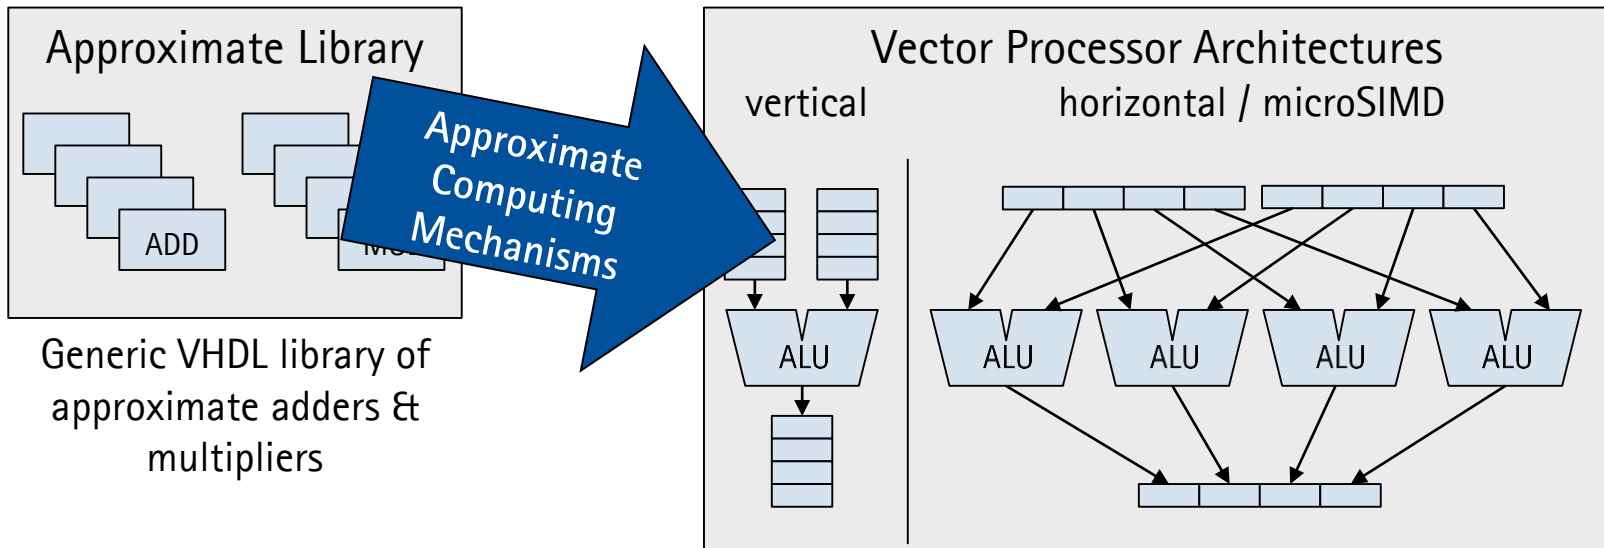 Approximate Library
ADD
Generic VHDL library of
approximate adders &
multipliers
Approximate
Computing
Mechanisms
Vector Processor Architectures
vertical
horizontal / microSIMD
ALU
ALU
ALU
ALU
ALU